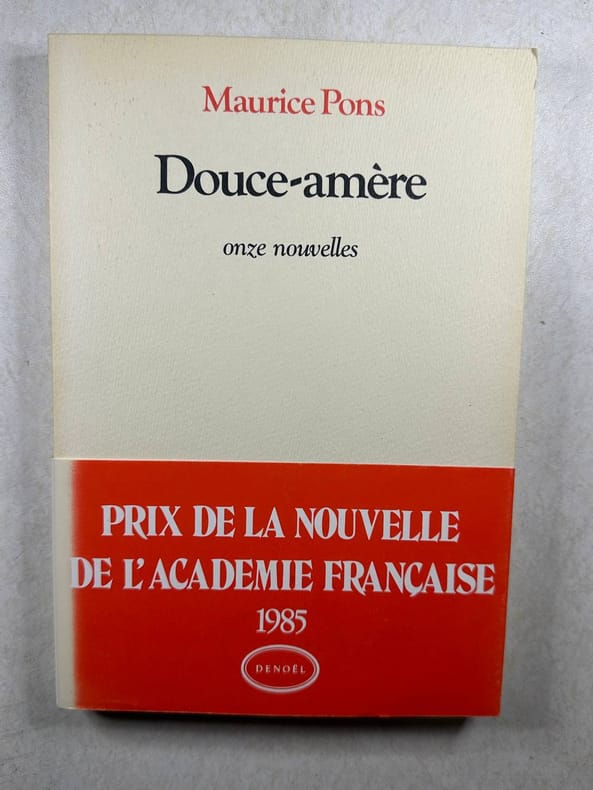 Maurice Pons
Douce-amère
onze nouvelles
PRIX DE LA NOUVELLE
DE L'ACADEMIE FRANÇAISE
1985
DENOËL